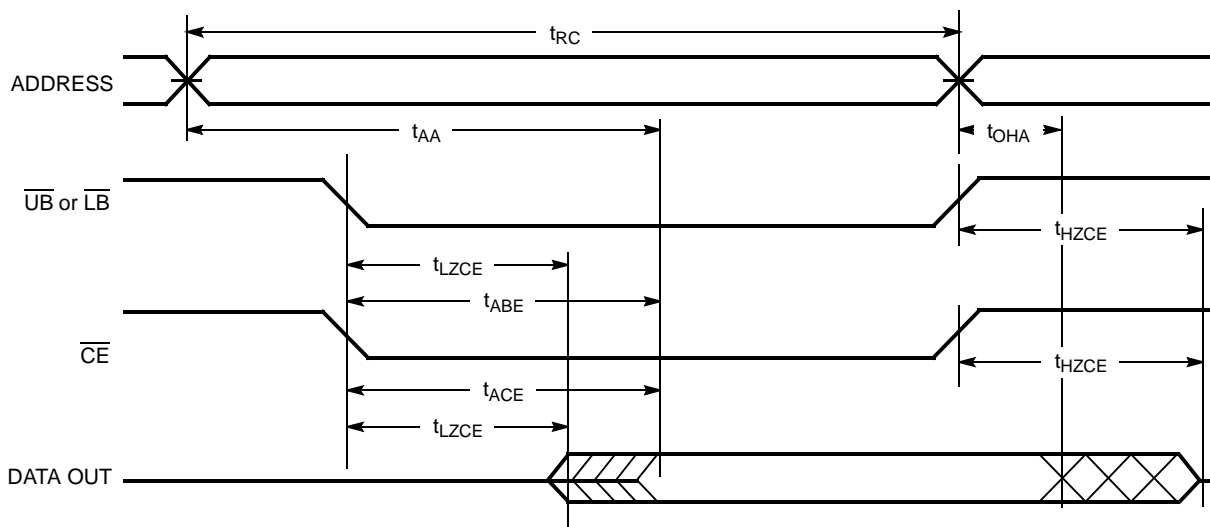 tRC
ADDRESS
tAA
tOHA
UB or LB
tHZCE
tLZCE
tABE
CE
tHZCE
tACE
tLZCE
DATA OUT